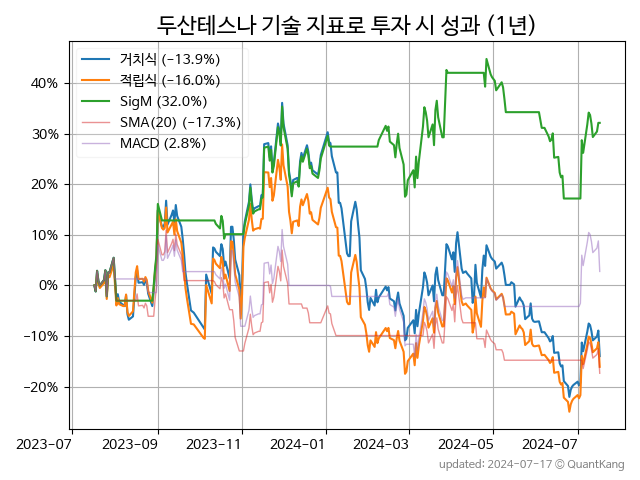 두산테스나 기술 지표로 투자 시 성과 (1년)
거치식 (−13.9%)
적립식 (−16.0%)
SigM (32.0%)
SMA(20) (−17.3%)
MACD (2.8%)
40%
30%
20%
10%
0%
−10%
−20%
2023-07 2023-09 2023-11 2024-01 2024-03 2024-05 2024-07
updated: 2024-07-17 © QuantKang